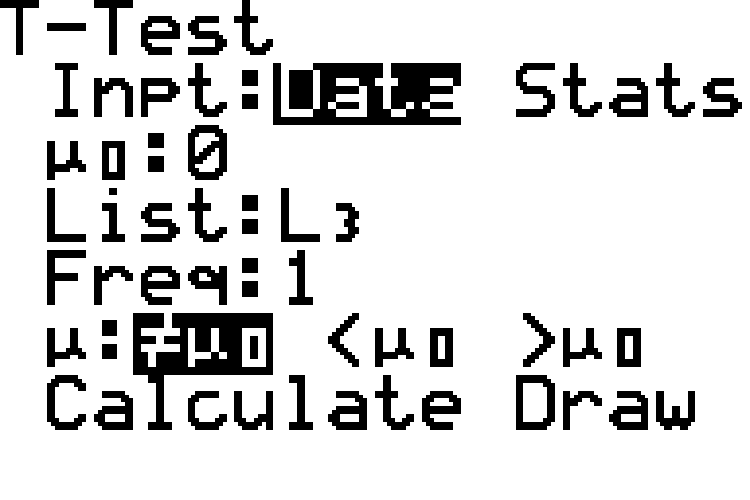 T-Test
Inpt:Data Stats
μ₀:0
List:L₃
Freq:1
μ:≠μ₀ <μ₀ >μ₀
Calculate Draw